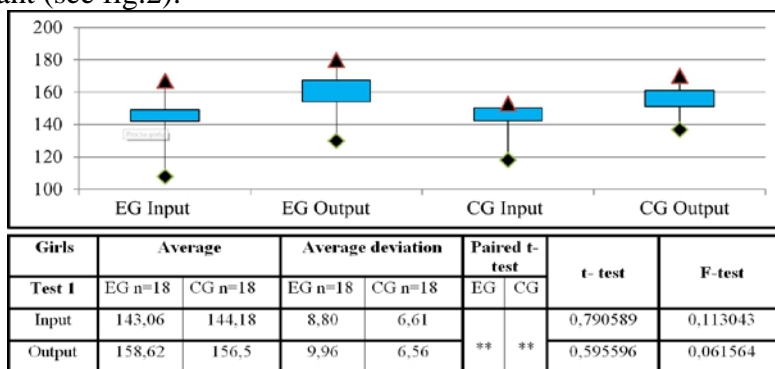 ant (see fig.2).
200
180
160
140
120
100
EG Input EG Output CG Input CG Output
Girls Average Average deviation Paired t-test t- test F-test
Test 1 EG n=18 CG n=18 EG n=18 CG n=18 EG CG
Input 143,06 144,18 8,80 6,61 0,790589 0,113043
Output 158,62 156,5 9,96 6,56 ** ** 0,595596 0,061564